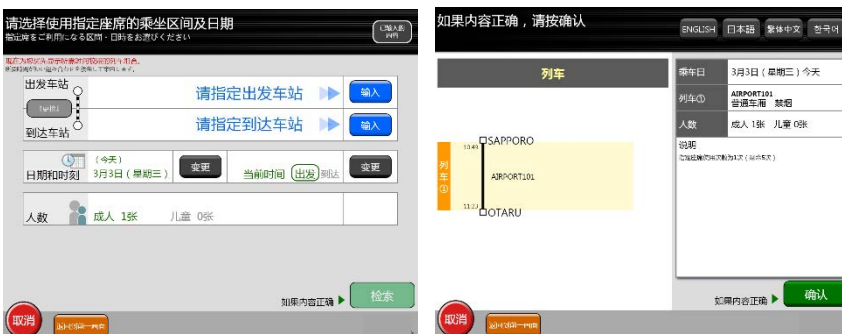 请选择使用指定座席的乘坐区间及日期
指定席をご利用になる区間・日時をお選びください
已输入的
内容
出发车站
请指定出发车站
输入
到达车站
请指定到达车站
输入
日期和时刻
(今天)
3月3日(星期三)
变更
当前时间 出发 到达
变更
人数
成人 1张
儿童 0张
如果内容正确
检索
取消
如果内容正确，请按确认
ENGLISH
日本語
繁体中文
한국어
列车
SAPPORO
列车①
AIRPORT101
OTARU
乘车日
3月3日(星期三)今天
列车①
AIRPORT101
普通车厢 禁烟
人数
成人 1张 儿童 0张
说明
如果内容正确
确认
取消